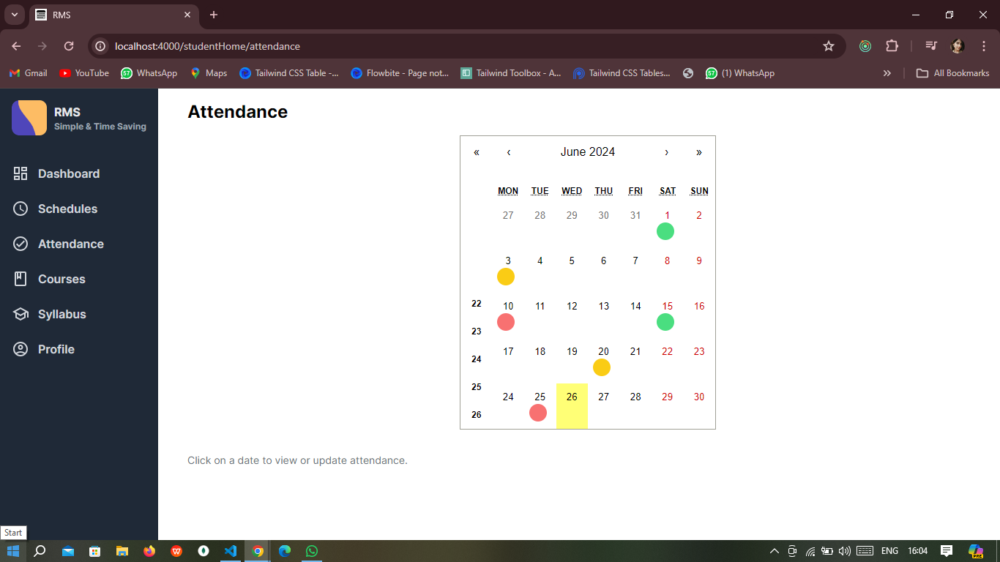 RMS
localhost:4000/studentHome/attendance
Gmail YouTube WhatsApp Maps Tailwind CSS Table -... Flowbite - Page not... Tailwind Toolbox - A... Tailwind CSS Tables... (1) WhatsApp » All Bookmarks
RMS
Simple & Time Saving
Dashboard
Schedules
Attendance
Courses
Syllabus
Profile
Attendance
« ‹ June 2024 › »
MON TUE WED THU FRI SAT SUN
27 28 29 30 31 1 2
3 4 5 6 7 8 9
22 10 11 12 13 14 15 16
23
17 18 19 20 21 22 23
24
25
24 25 26 27 28 29 30
26
Click on a date to view or update attendance.
Start
ENG 16:04
PRE